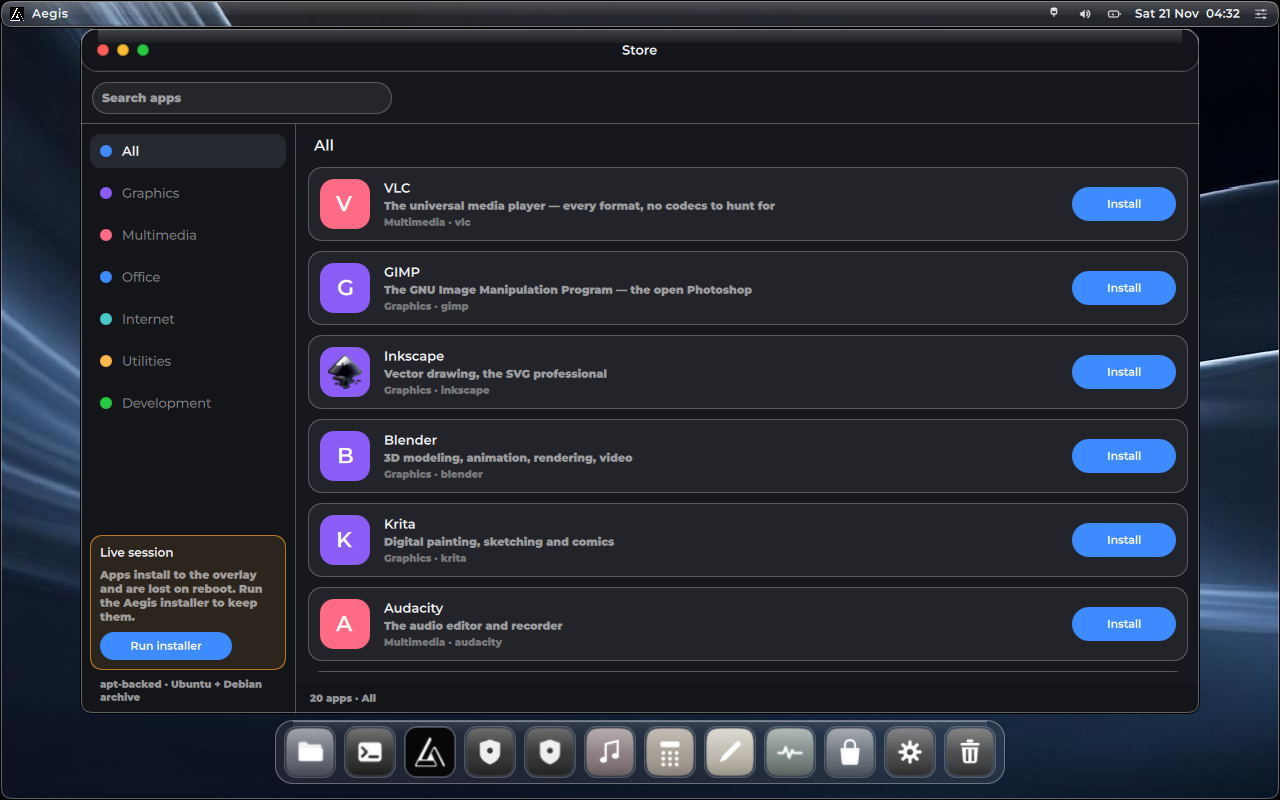 Aegis
Sat 21 Nov 04:32
Store
Search apps
All
Graphics
Multimedia
Office
Internet
Utilities
Development
Live session
Apps install to the overlay
and are lost on reboot. Run
the Aegis installer to keep
them.
Run installer
apt-backed • Ubuntu + Debian
archive
All
V
VLC
The universal media player — every format, no codecs to hunt for
Multimedia • vlc
Install
G
GIMP
The GNU Image Manipulation Program — the open Photoshop
Graphics • gimp
Install
Inkscape
Vector drawing, the SVG professional
Graphics • inkscape
Install
B
Blender
3D modeling, animation, rendering, video
Graphics • blender
Install
K
Krita
Digital painting, sketching and comics
Graphics • krita
Install
A
Audacity
The audio editor and recorder
Multimedia • audacity
Install
20 apps • All